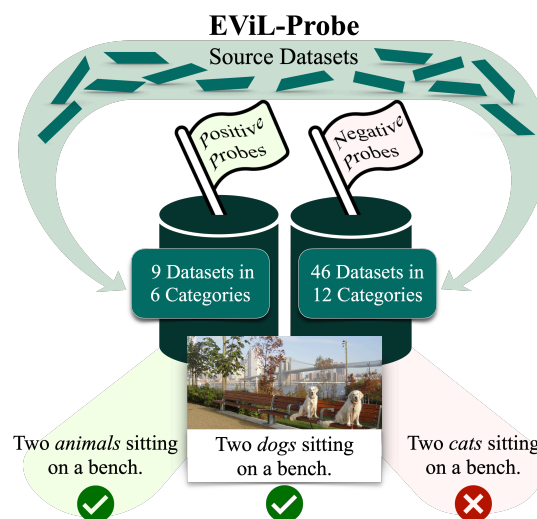 EViL-Probe
Source Datasets
Positive
Probes
Negative
Probes
9 Datasets in
6 Categories
46 Datasets in
12 Categories
Two animals sitting
on a bench.
Two dogs sitting
on a bench.
Two cats sitting
on a bench.